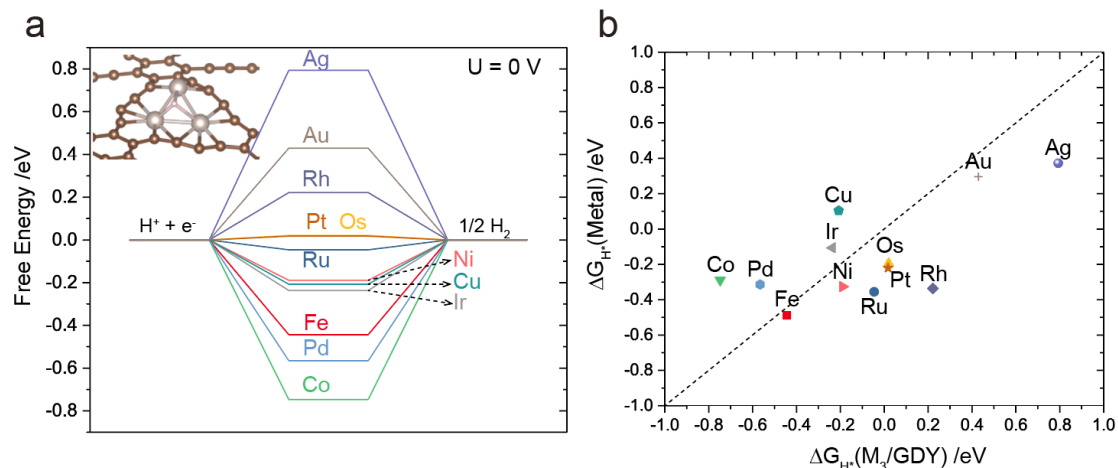 a
Free Energy /eV
0.8
0.6
0.4
0.2
0.0
-0.2
-0.4
-0.6
-0.8
U = 0 V
H⁺ + e⁻
1/2 H₂
Ag
Au
Rh
Pt Os
Ru
Ni
Cu
Ir
Fe
Pd
Co
b
ΔG_H*(Metal) /eV
1.0
0.8
0.6
0.4
0.2
0.0
-0.2
-0.4
-0.6
-0.8
-1.0
Au
Ag
Cu
Ir
Os
Co
Pd
Ni
Pt
Rh
Fe
Ru
-1.0 -0.8 -0.6 -0.4 -0.2 0.0 0.2 0.4 0.6 0.8 1.0
ΔG_H*(M₃/GDY) /eV